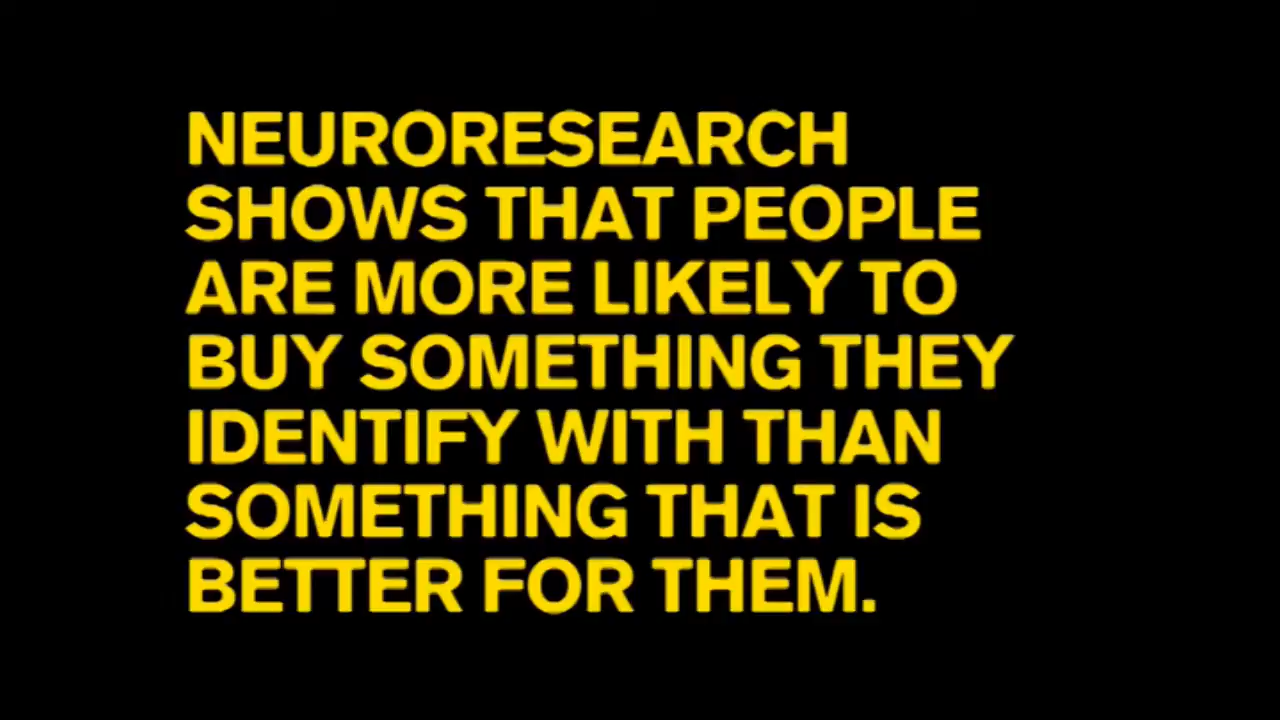 NEURORESEARCH
SHOWS THAT PEOPLE
ARE MORE LIKELY TO
BUY SOMETHING THEY
IDENTIFY WITH THAN
SOMETHING THAT IS
BETTER FOR THEM.